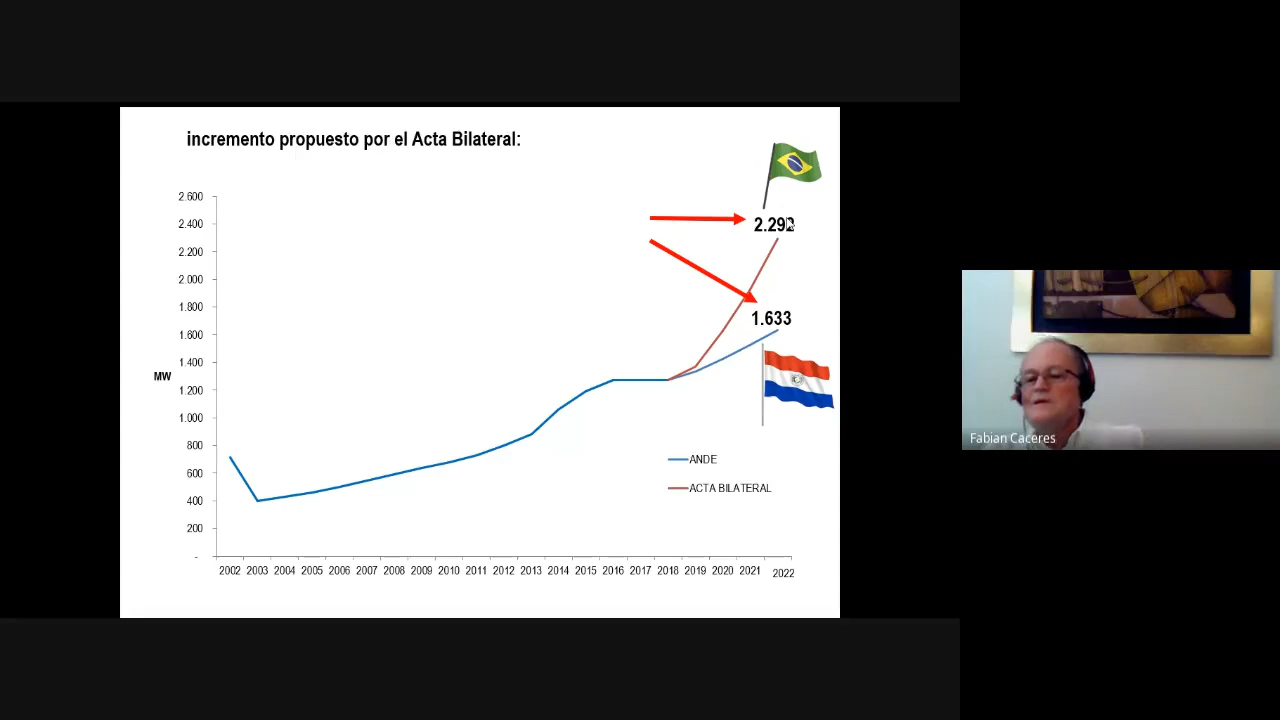 incremento propuesto por el Acta Bilateral:
2.600
2.400
2.200
2.000
1.800
1.600
1.400
1.200
1.000
800
600
400
200
-
MW
1.633
ANDE
ACTA BILATERAL
2002 2003 2004 2005 2006 2007 2008 2009 2010 2011 2012 2013 2014 2015 2016 2017 2018 2019 2020 2021 2022
Fabian Caceres